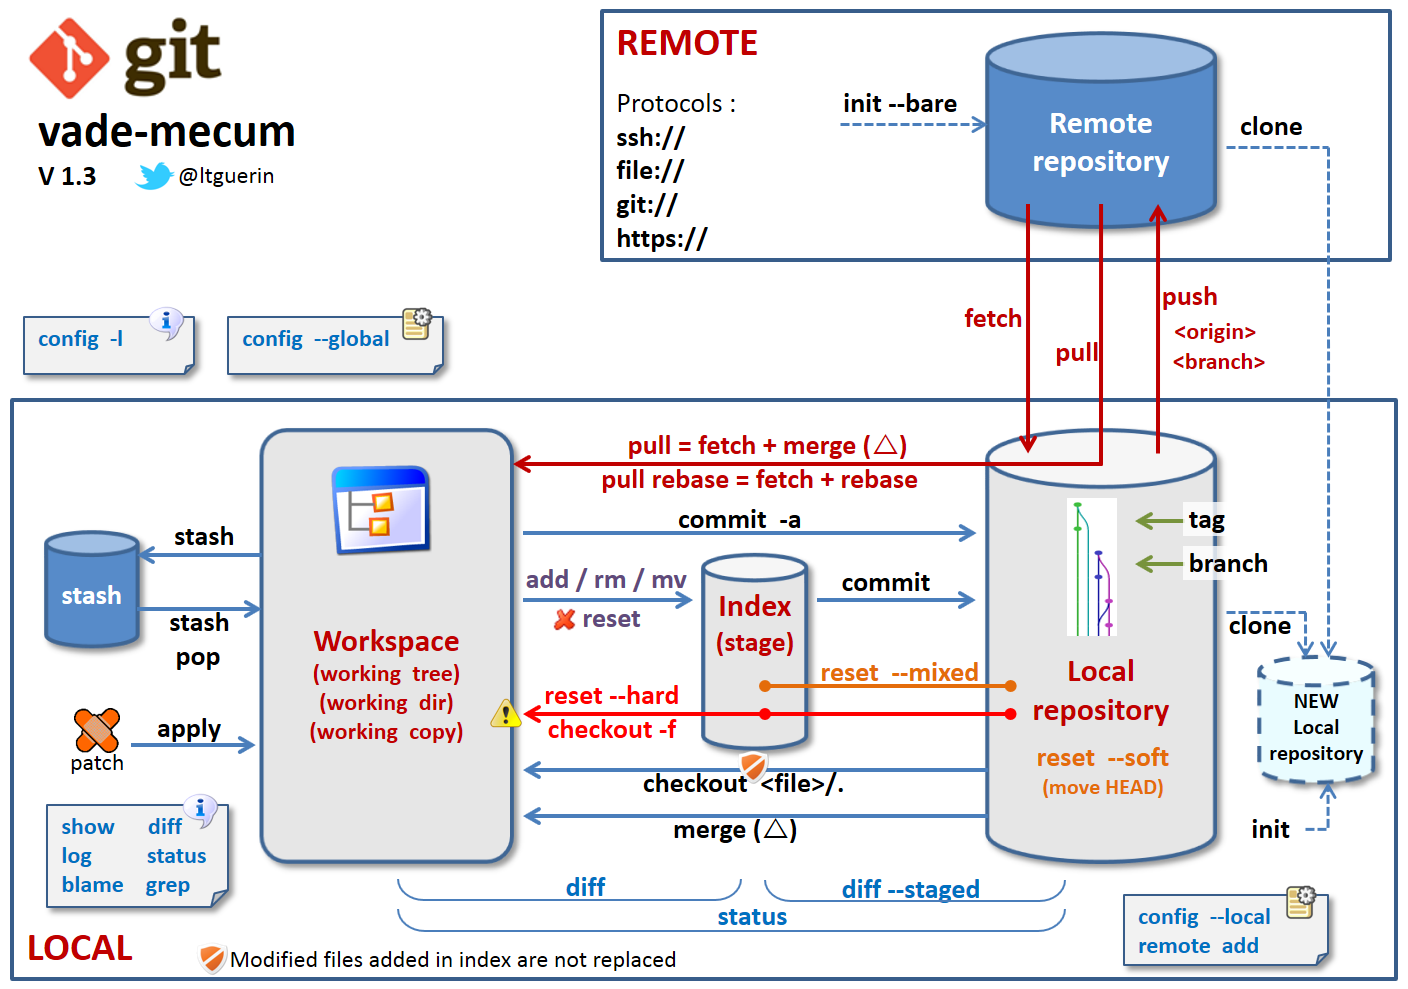 git
vade-mecum
V 1.3
@ltguerin
REMOTE
Protocols :
ssh://
file://
git://
https://
init --bare
Remote
repository
clone
fetch
pull
push
<origin>
<branch>
config -l
config --global
pull = fetch + merge (△)
pull rebase = fetch + rebase
commit -a
add / rm / mv
reset
Index
(stage)
commit
tag
branch
stash
stash
stash
pop
Workspace
(working tree)
(working dir)
(working copy)
apply
patch
reset --mixed
reset --hard
checkout -f
checkout <file>/.
merge (△)
Local
repository
reset --soft
(move HEAD)
clone
NEW
Local
repository
init
show diff
log status
blame grep
diff
diff --staged
status
config --local
remote add
LOCAL
Modified files added in index are not replaced